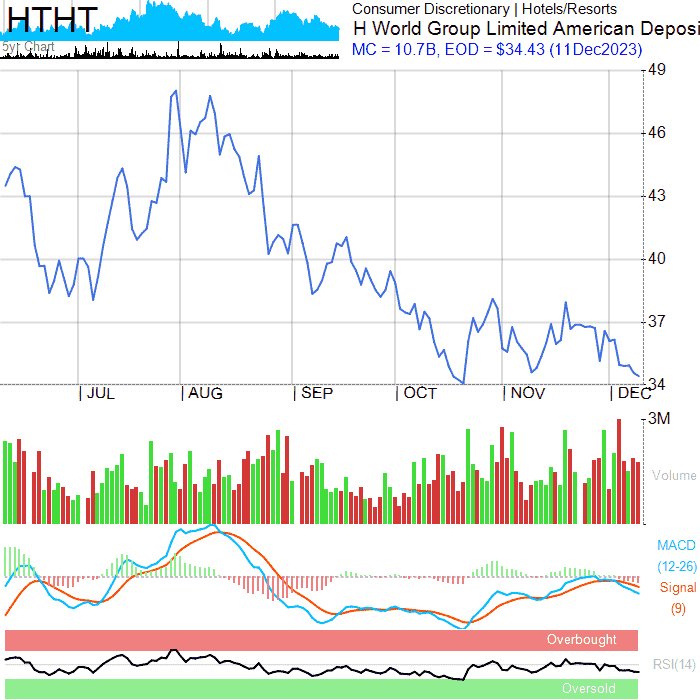 HTHT
Consumer Discretionary | Hotels/Resorts
H World Group Limited American Deposi
5yr Chart
MC = 10.7B, EOD = $34.43 (11Dec2023)
49
46
43
40
37
34
| JUL | AUG | SEP | OCT | NOV | DEC
3M
Volume
MACD
(12-26)
Signal
(9)
Overbought
RSI(14)
Oversold